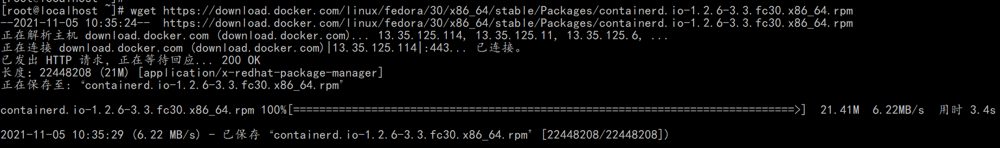 [root@localhost ~]#
[root@localhost ~]# wget https://download.docker.com/linux/fedora/30/x86_64/stable/Packages/containerd.io-1.2.6-3.3.fc30.x86_64.rpm
--2021-11-05 10:35:24--  https://download.docker.com/linux/fedora/30/x86_64/stable/Packages/containerd.io-1.2.6-3.3.fc30.x86_64.rpm
正在解析主机 download.docker.com (download.docker.com)... 13.35.125.114, 13.35.125.11, 13.35.125.6, ...
正在连接 download.docker.com (download.docker.com)|13.35.125.114|:443... 已连接。
已发出 HTTP 请求，正在等待回应... 200 OK
长度：22448208 (21M) [application/x-redhat-package-manager]
正在保存至: “containerd.io-1.2.6-3.3.fc30.x86_64.rpm”
containerd.io-1.2.6-3.3.fc30.x86_64.rpm 100%[=============================================================================>]  21.41M  6.22MB/s  用时 3.4s
2021-11-05 10:35:29 (6.22 MB/s) - 已保存 “containerd.io-1.2.6-3.3.fc30.x86_64.rpm” [22448208/22448208])